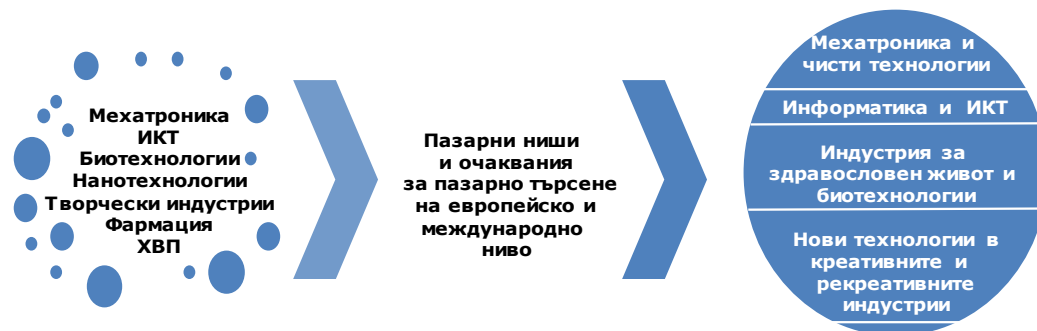 Мехатроника
ИКТ
Биотехнологии
Нанотехнологии
Творчески индустрии
Фармация
ХВП
Пазарни ниши
и очаквания
за пазарно търсене
на европейско и
международно
ниво
Мехатроника и
чисти технологии
Информатика и ИКТ
Индустрия за
здравословен живот и
биотехнологии
Нови технологии в
креативните и
рекреативните
индустрии